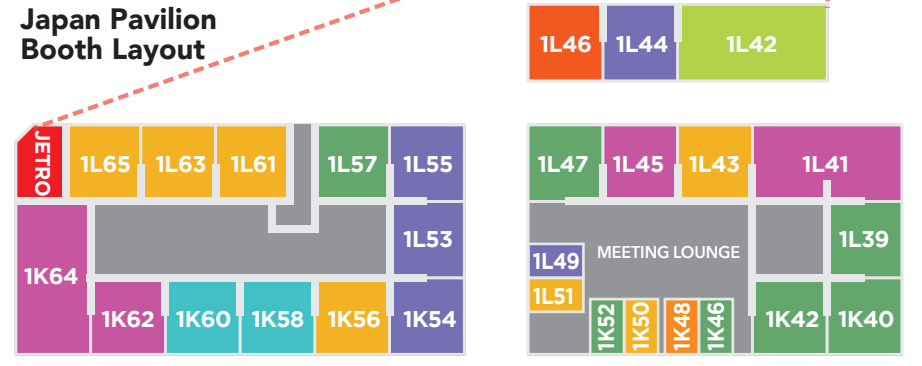 Japan Pavilion
Booth Layout
1L46 1L44 1L42
JETRO 1L65 1L63 1L61 1L57 1L55
1L53
1K64
1K62 1K60 1K58 1K56 1K54
1L47 1L45 1L43 1L41
1L39
MEETING LOUNGE
1L49
1L51
1K52 1K50 1K48 1K46 1K42 1K40